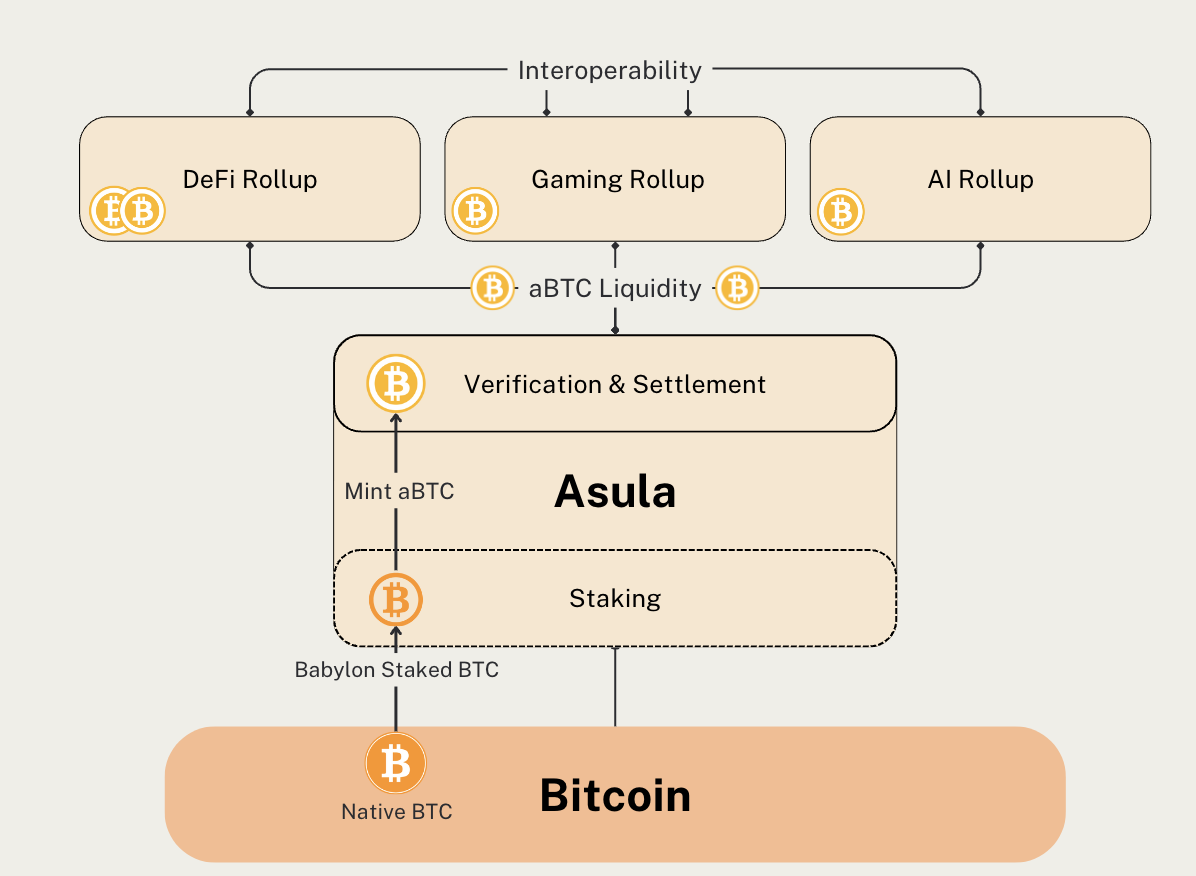 Interoperability
DeFi Rollup
Gaming Rollup
AI Rollup
aBTC Liquidity
Verification & Settlement
Mint aBTC
Asula
Staking
Babylon Staked BTC
Bitcoin
Native BTC